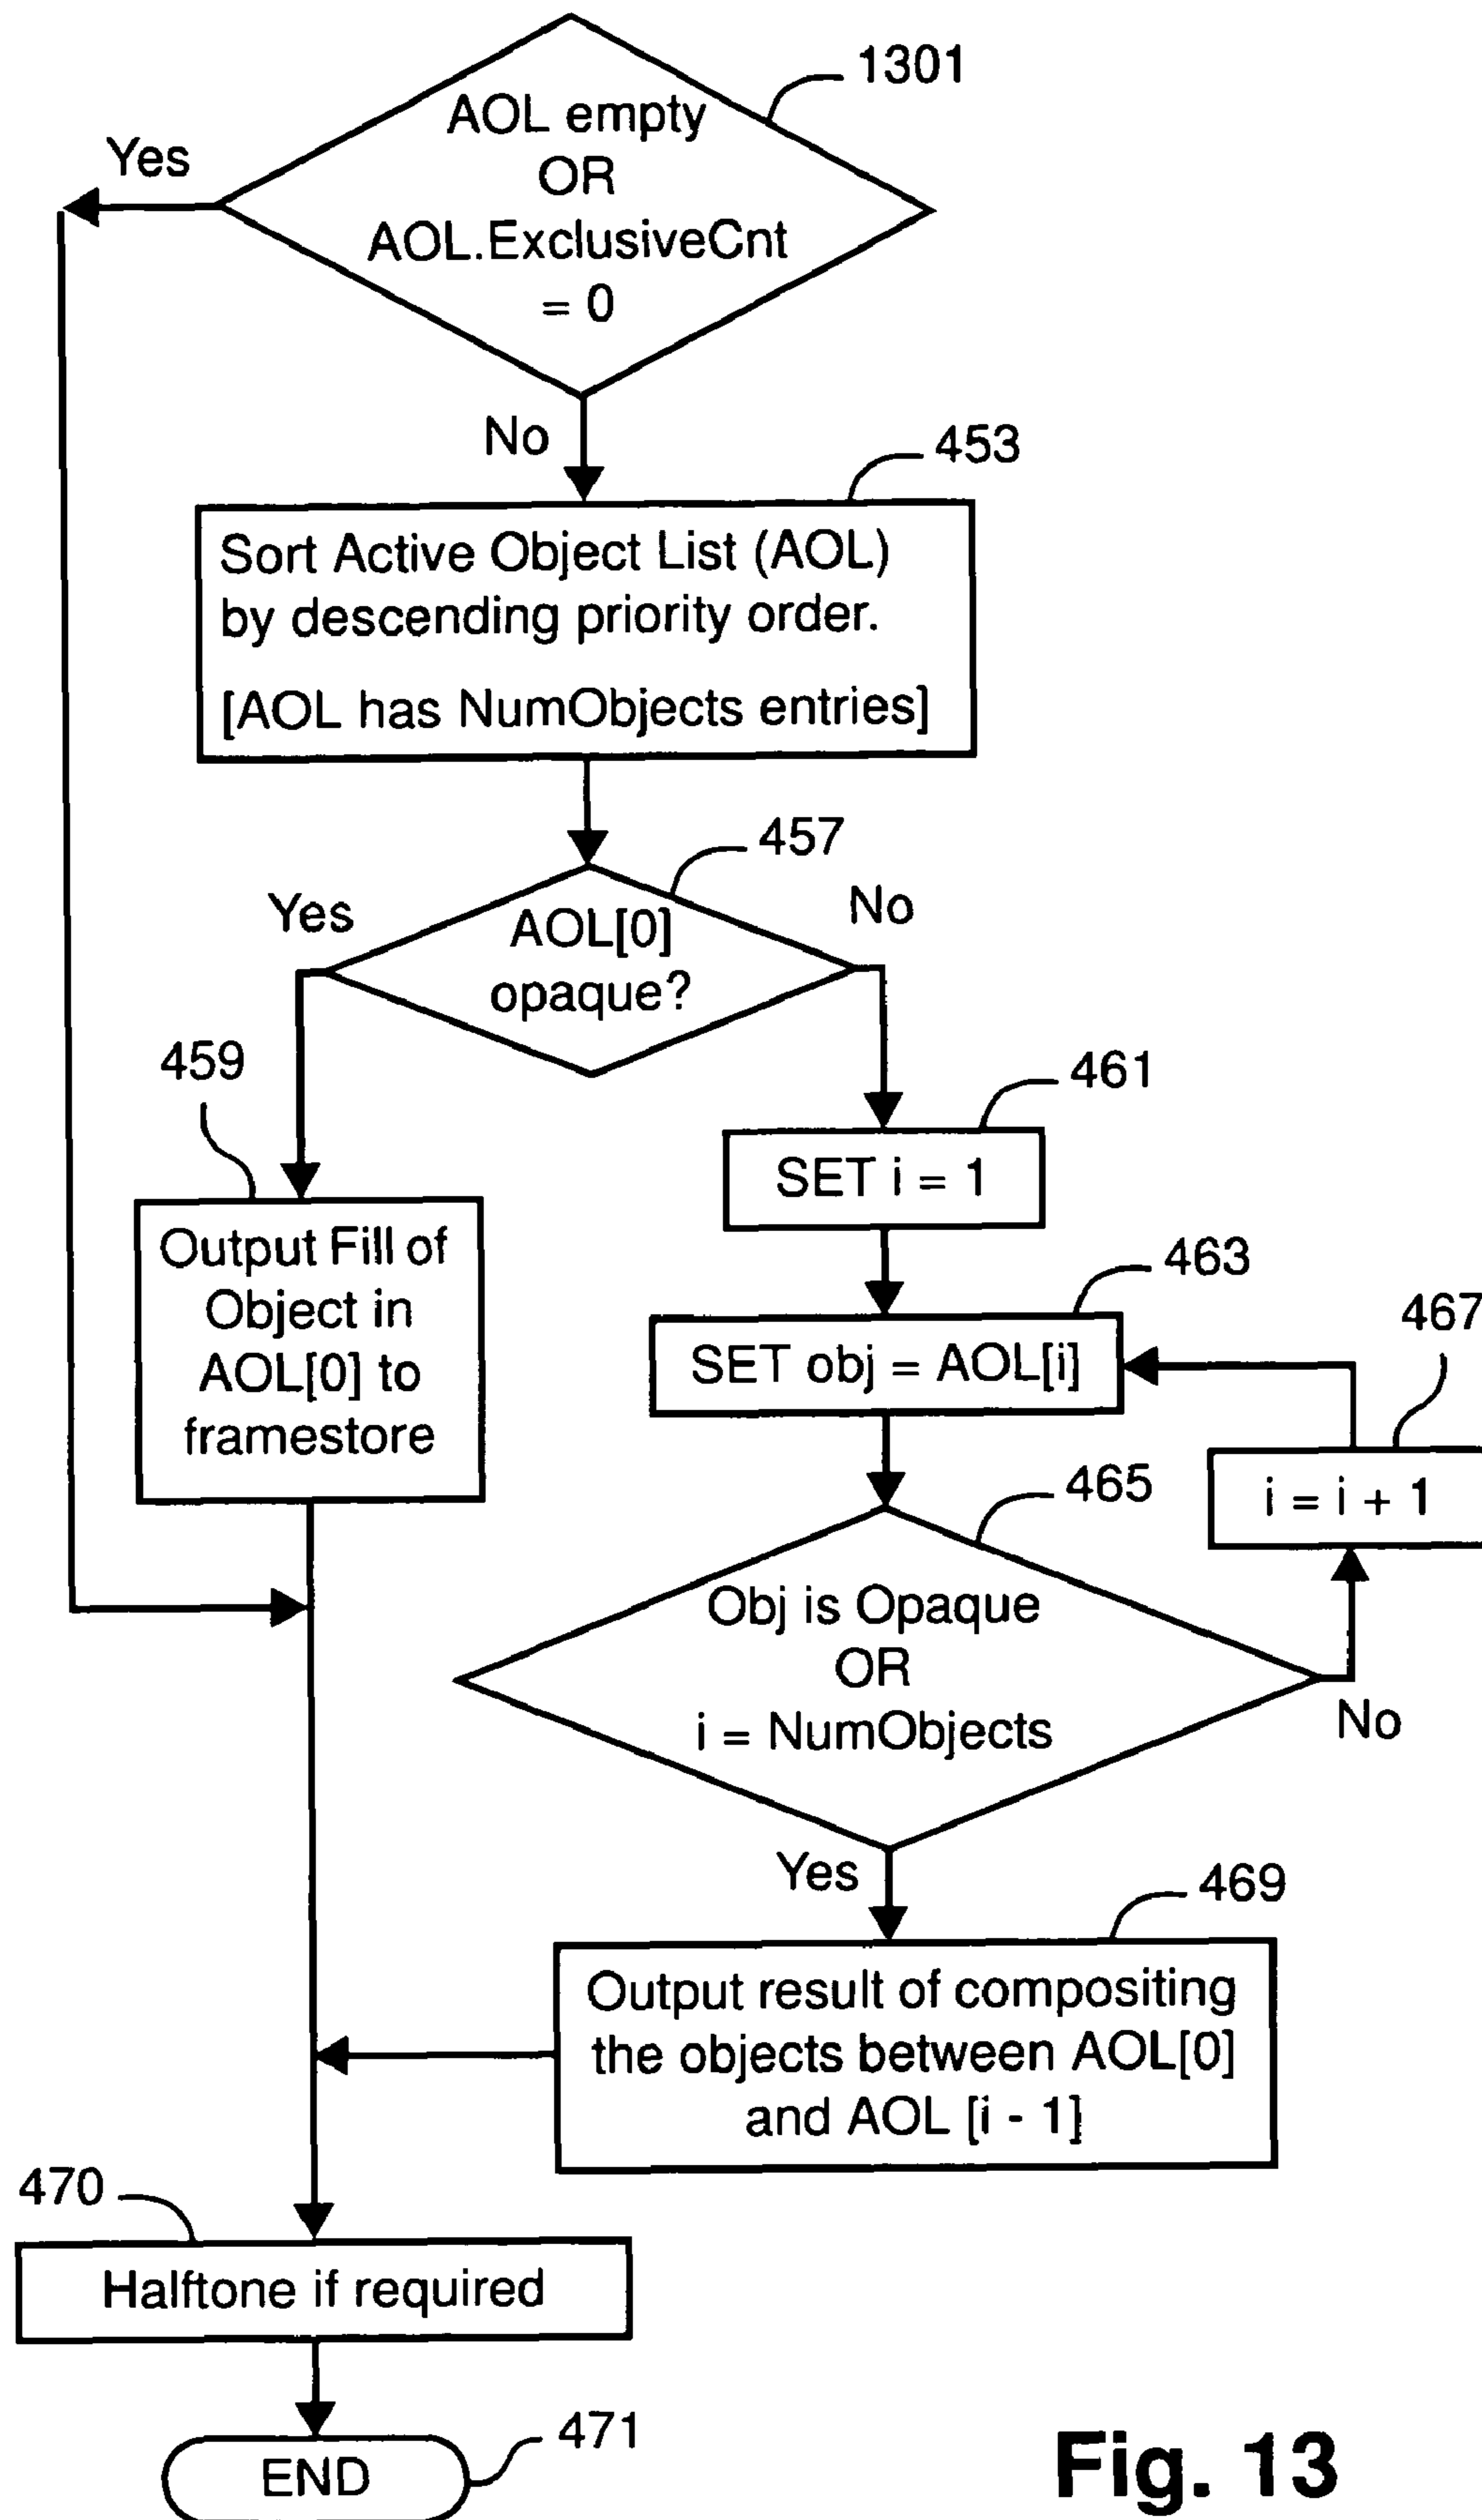 1301
AOL empty
OR
AOL.ExclusiveCnt
= 0
Yes
No
453
Sort Active Object List (AOL)
by descending priority order.
[AOL has NumObjects entries]
457
Yes
No
AOL[0]
opaque?
459
461
SET i = 1
Output Fill of
Object in
AOL[0] to
framestore
463
SET obj = AOL[i]
467
i = i + 1
465
Obj is Opaque
OR
i = NumObjects
No
Yes
469
Output result of compositing
the objects between AOL[0]
and AOL [i - 1]
470
Halftone if required
471
END
Fig. 13